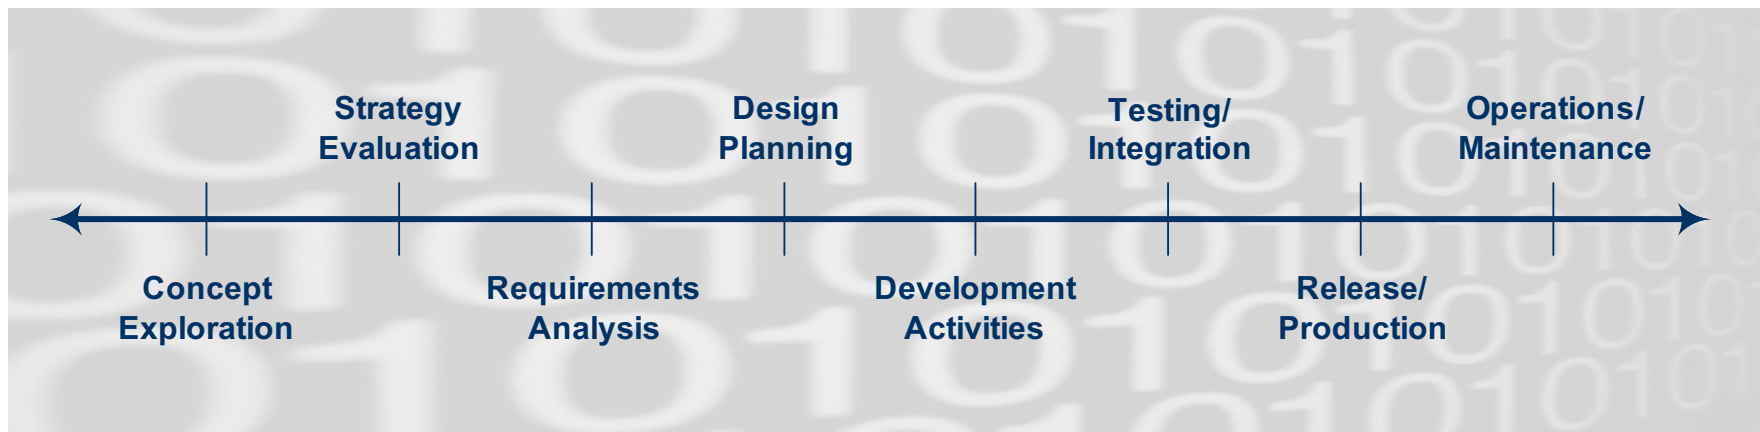 Strategy
Evaluation
Design
Planning
Testing/
Integration
Operations/
Maintenance
Concept
Exploration
Requirements
Analysis
Development
Activities
Release/
Production